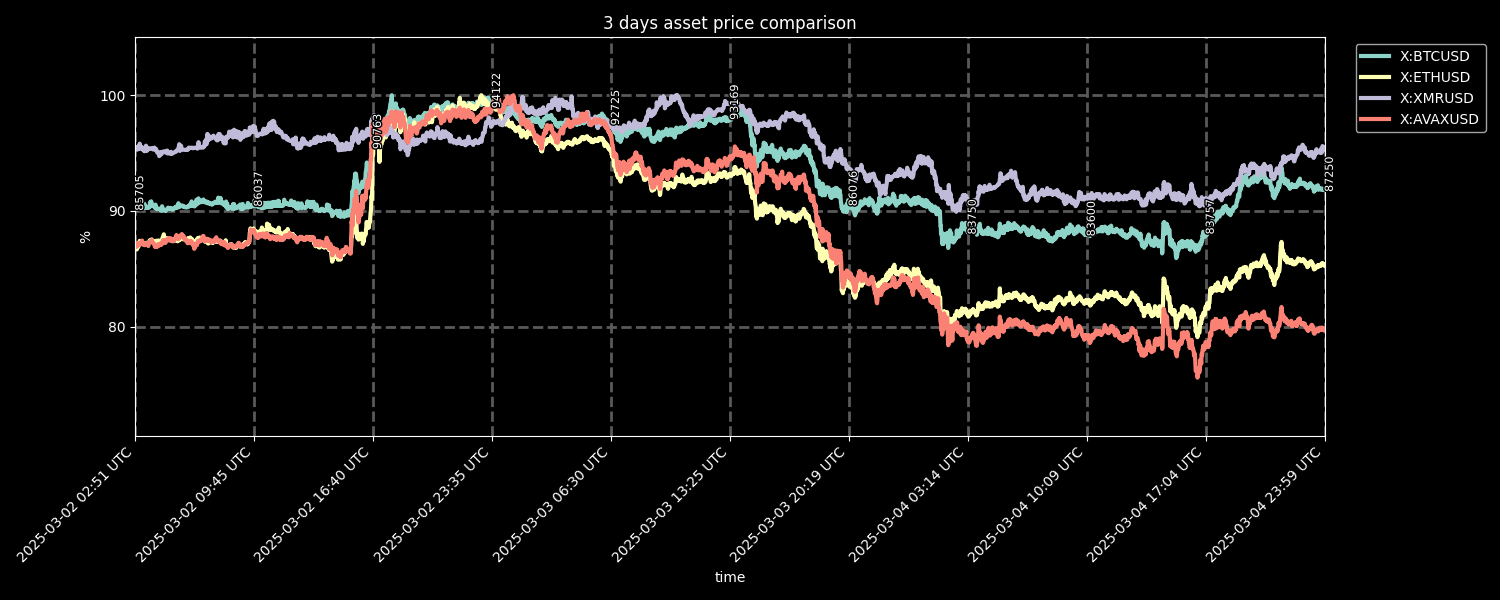 3 days asset price comparison
X:BTCUSD
X:ETHUSD
X:XMRUSD
X:AVAXUSD
100
90
80
%
85705
86037
90763
94122
92725
93169
86076
83750
83600
83757
87250
2025-03-02 02:51 UTC
2025-03-02 09:45 UTC
2025-03-02 16:40 UTC
2025-03-02 23:35 UTC
2025-03-03 06:30 UTC
2025-03-03 13:25 UTC
2025-03-03 20:19 UTC
2025-03-04 03:14 UTC
2025-03-04 10:09 UTC
2025-03-04 17:04 UTC
2025-03-04 23:59 UTC
time